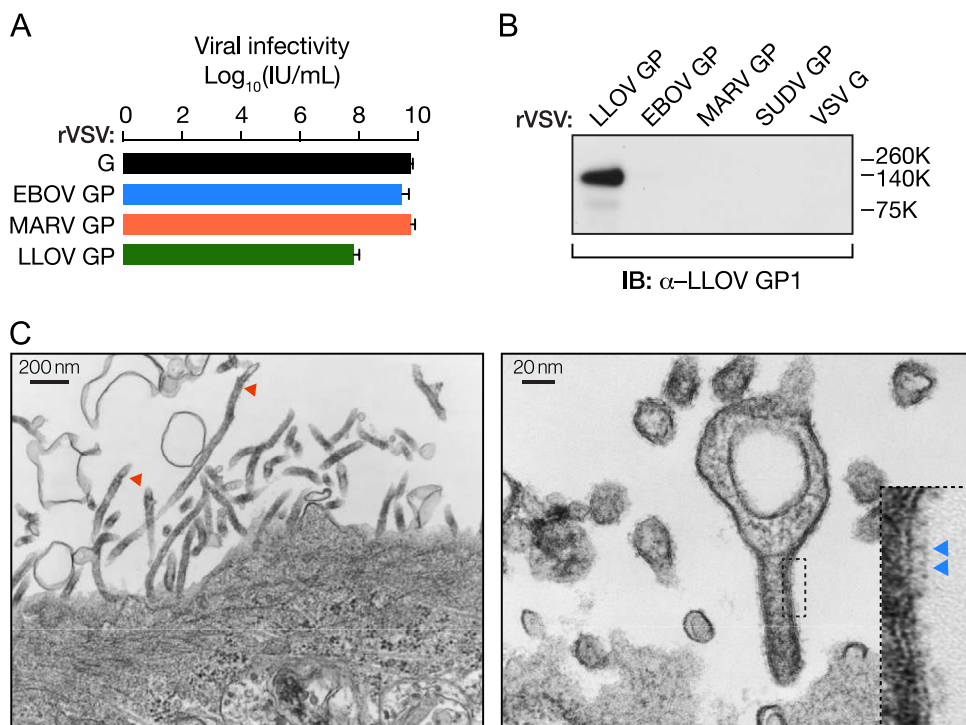 A
Viral infectivity
Log10(IU/mL)
0 2 4 6 8 10
rVSV:
G
EBOV GP
MARV GP
LLOV GP
B
rVSV: LLOV GP EBOV GP MARV GP SUDV GP VSV G
–260K
–140K
–75K
IB: α–LLOV GP1
C
200 nm
20 nm